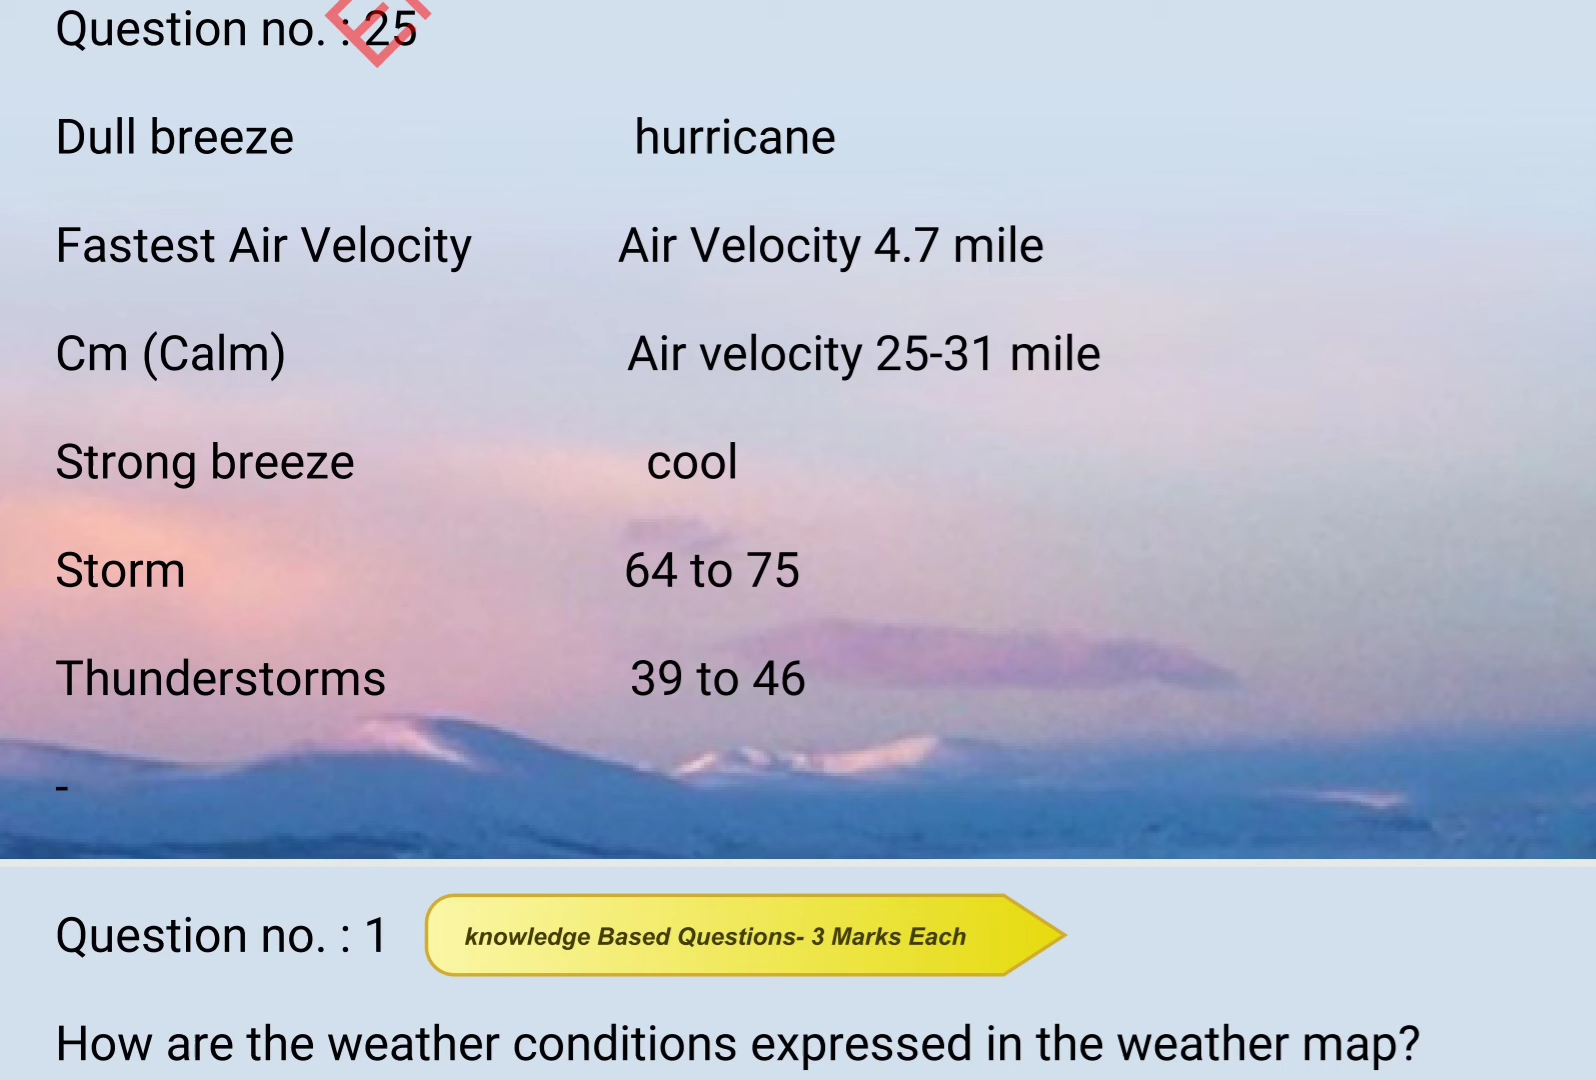 Question no. : 25
Dull breeze hurricane
Fastest Air Velocity Air Velocity 4.7 mile
Cm (Calm) Air velocity 25-31 mile
Strong breeze cool
Storm 64 to 75
Thunderstorms 39 to 46
-
Question no. : 1 knowledge Based Questions- 3 Marks Each
How are the weather conditions expressed in the weather map?